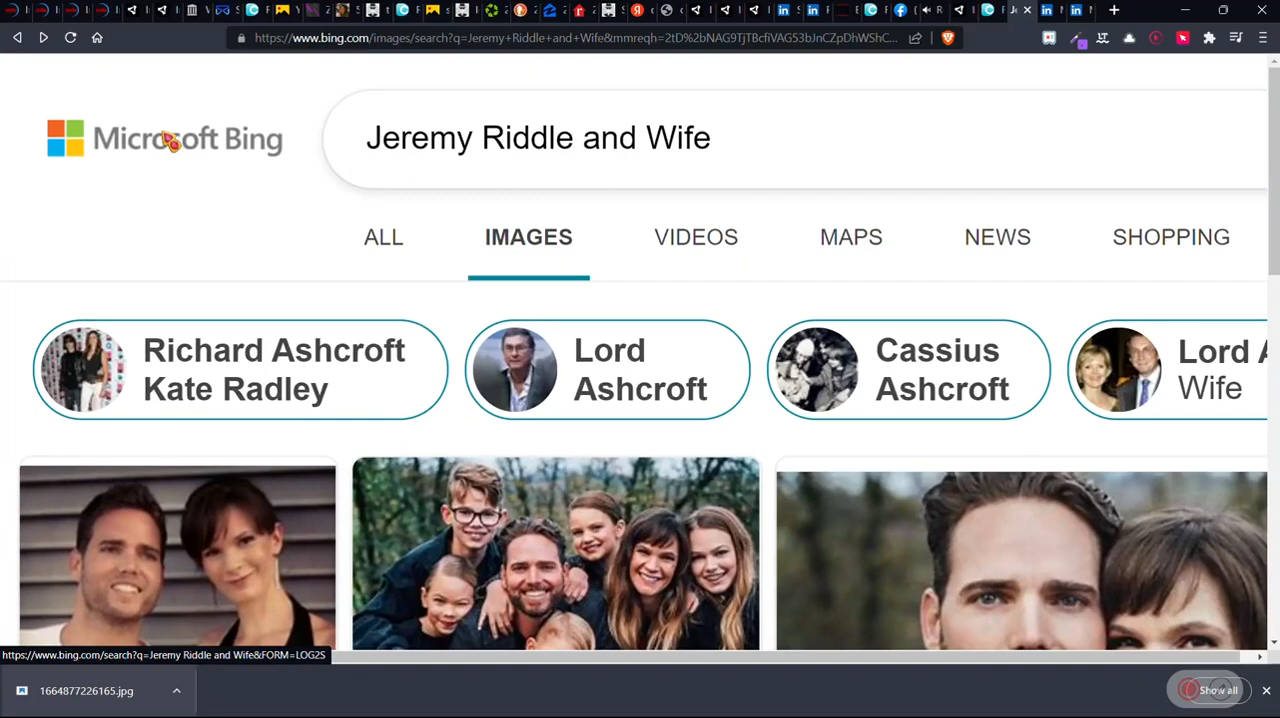 https://www.bing.com/images/search?q=Jeremy+Riddle+and+Wife&mmreqh=2tD%2bNAG9TjTBcfiVAG53bJnCZpDhWShC...
Microsoft Bing
Jeremy Riddle and Wife
ALL
IMAGES
VIDEOS
MAPS
NEWS
SHOPPING
Richard Ashcroft
Kate Radley
Lord
Ashcroft
Cassius
Ashcroft
Lord A
Wife
https://www.bing.com/search?q=Jeremy Riddle and Wife&FORM=LOG2S
1664877226165.jpg
Show all